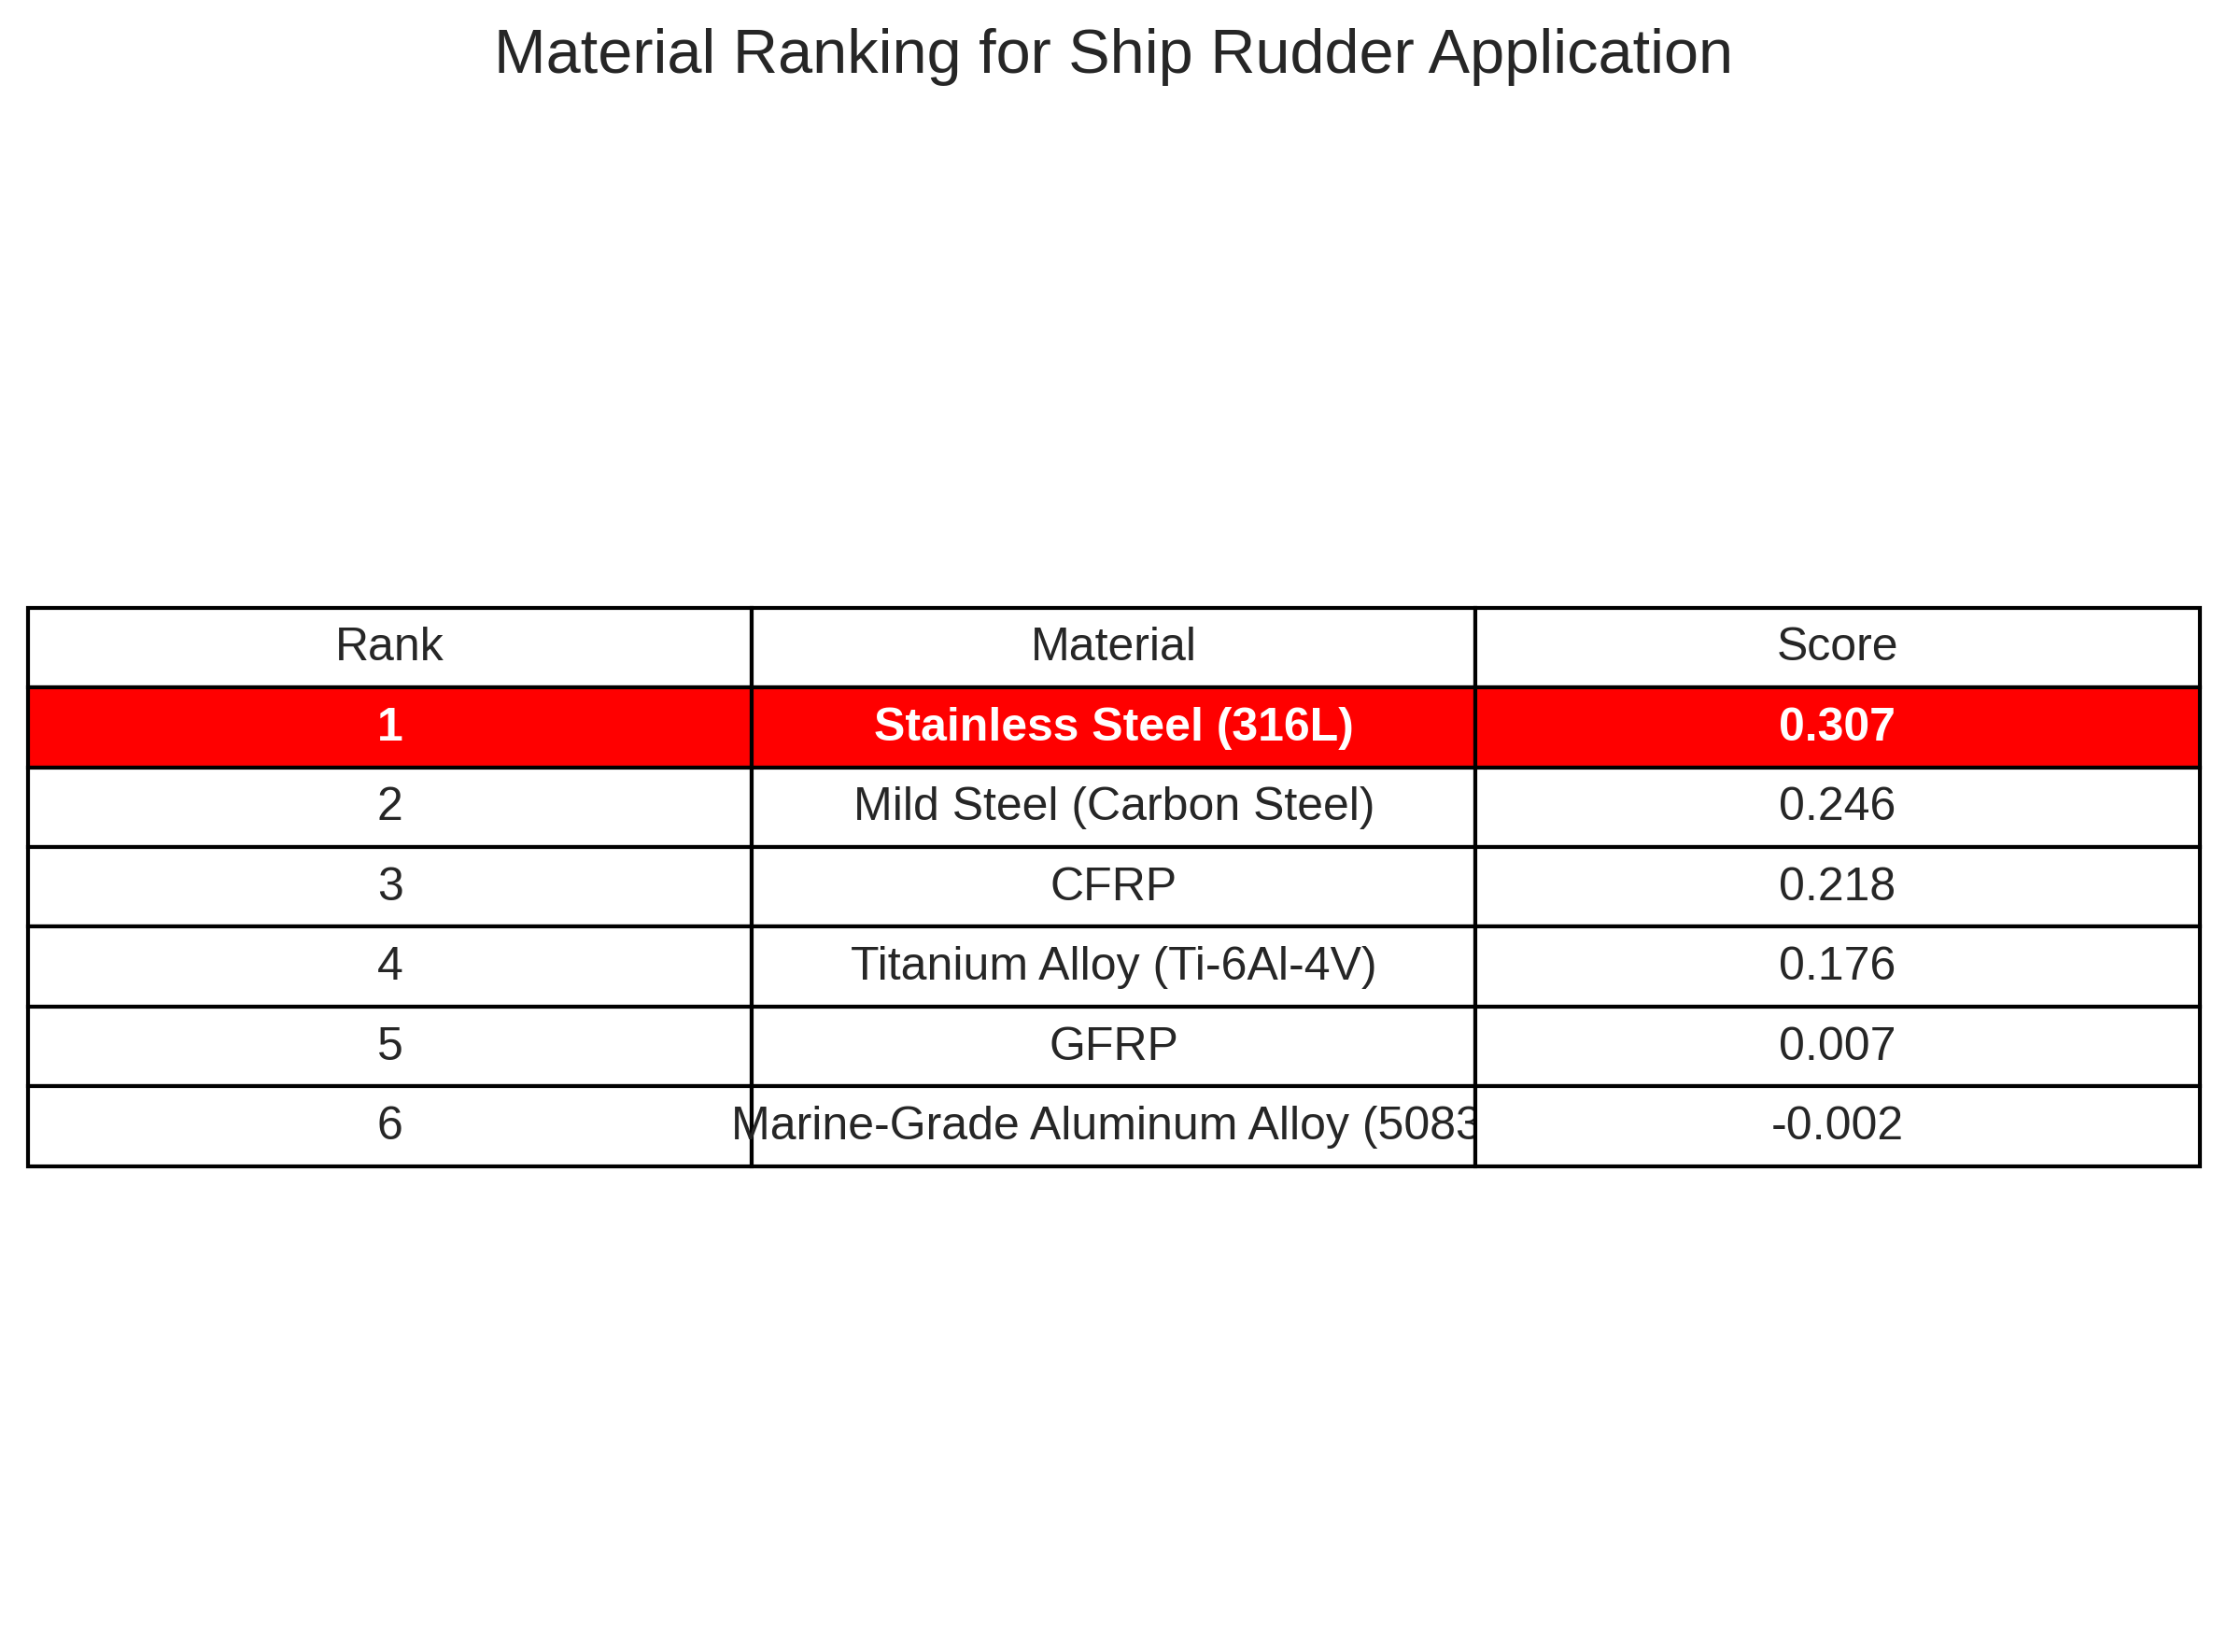 Material Ranking for Ship Rudder Application
Rank Material Score
1 Stainless Steel (316L) 0.307
2 Mild Steel (Carbon Steel) 0.246
3 CFRP 0.218
4 Titanium Alloy (Ti-6Al-4V) 0.176
5 GFRP 0.007
6 Marine-Grade Aluminum Alloy (5083 -0.002